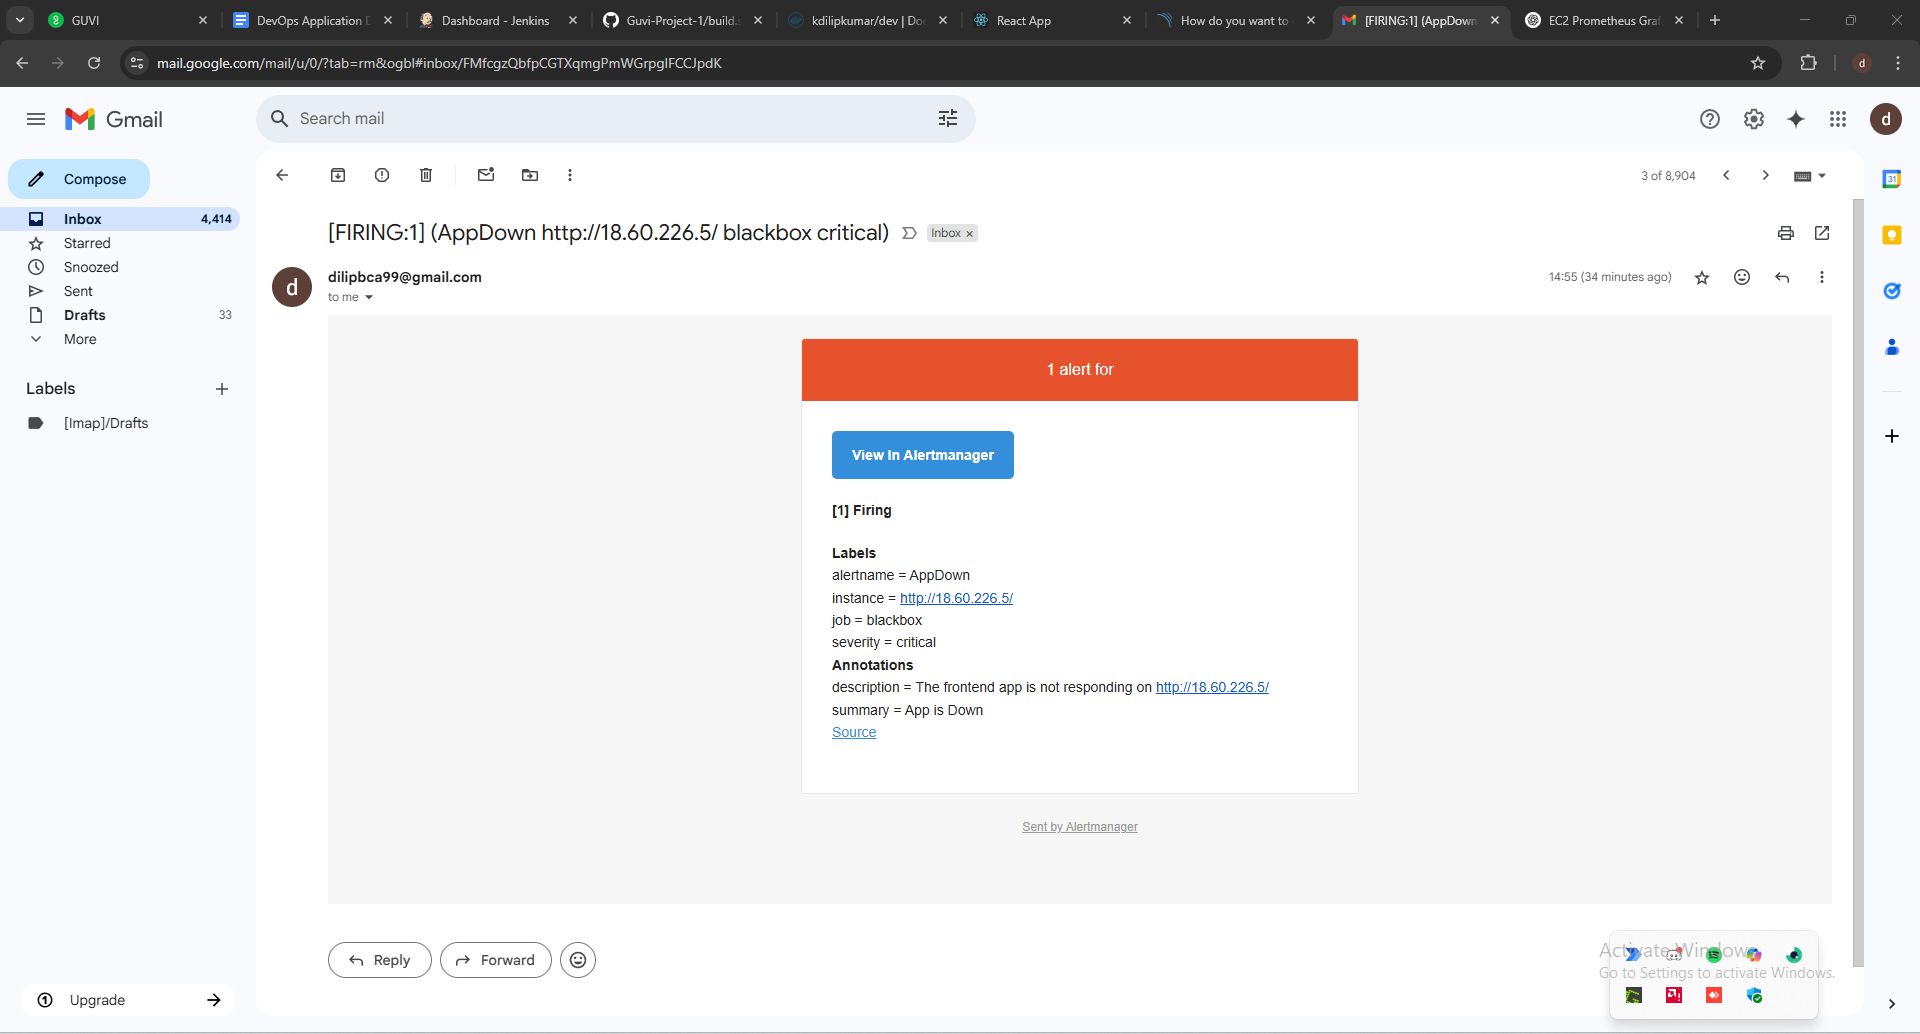 GUVI
DevOps Application D
Dashboard - Jenkins
Guvi-Project-1/build.s
kdilipkumar/dev | Doc
React App
How do you want to
[FIRING:1] (AppDown
EC2 Prometheus Graf
mail.google.com/mail/u/0/?tab=rm&ogbl#inbox/FMfcgzQbfpCGTXqmgPmWGrpglFCCJpdK
d
Gmail
Search mail
d
Compose
3 of 8,904
31
Inbox 4,414
Starred
Snoozed
Sent
Drafts 33
More
Labels
[Imap]/Drafts
[FIRING:1] (AppDown http://18.60.226.5/ blackbox critical)
Inbox
d
dilipbca99@gmail.com
14:55 (34 minutes ago)
to me
1 alert for
View In Alertmanager
[1] Firing
Labels
alertname = AppDown
instance = http://18.60.226.5/
job = blackbox
severity = critical
Annotations
description = The frontend app is not responding on http://18.60.226.5/
summary = App is Down
Source
Sent by Alertmanager
Reply
Forward
Activate Windows
Go to Settings to activate Windows.
Upgrade